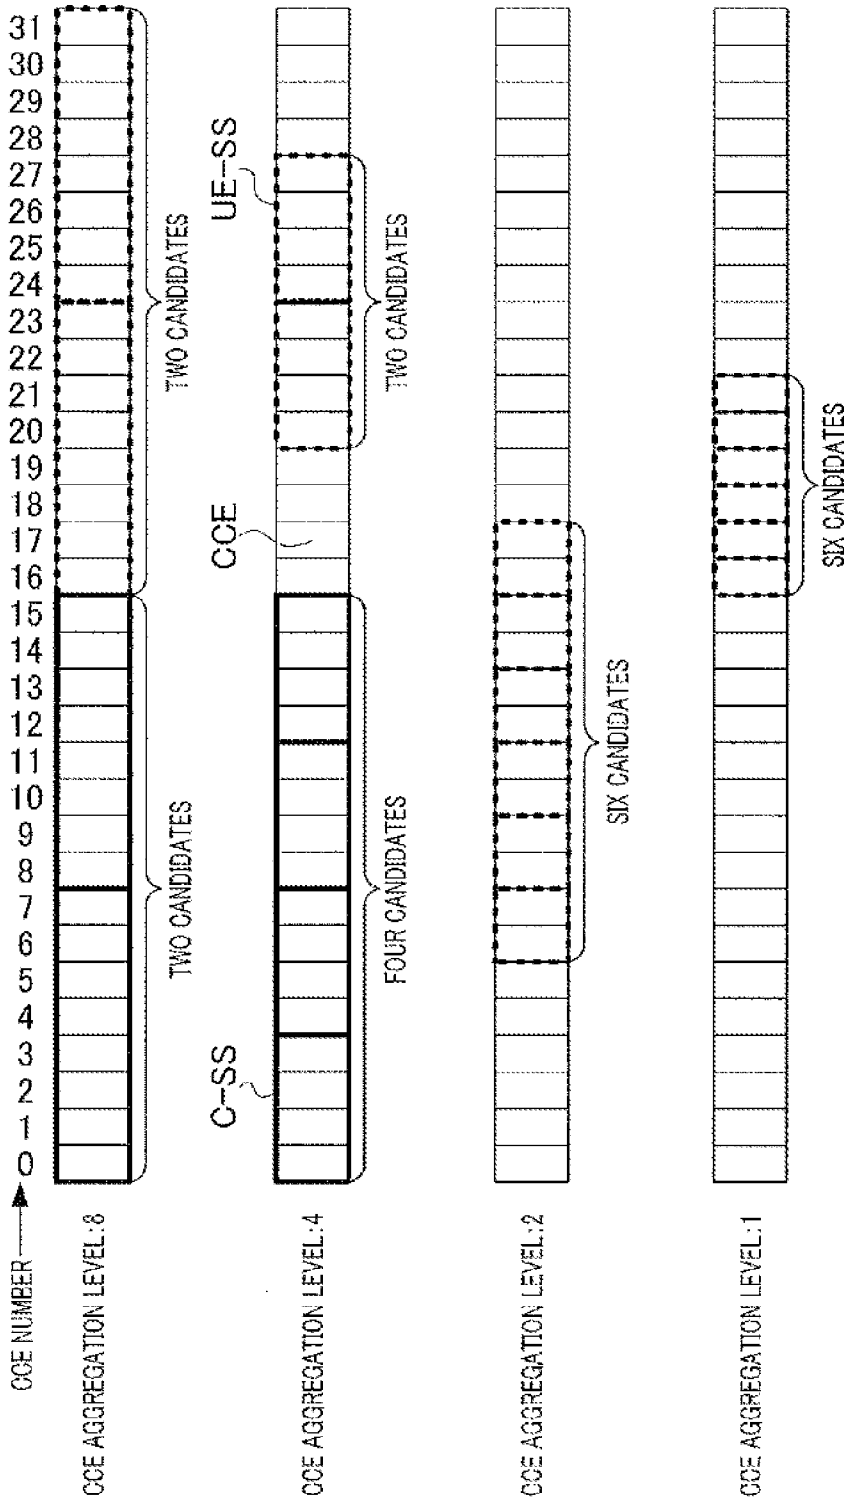 CCE NUMBER
0 1 2 3 4 5 6 7 8 9 10 11 12 13 14 15 16 17 18 19 20 21 22 23 24 25 26 27 28 29 30 31
CCE AGGREGATION LEVEL:8
TWO CANDIDATES
TWO CANDIDATES
C-SS
CCE
UE-SS
CCE AGGREGATION LEVEL:4
FOUR CANDIDATES
TWO CANDIDATES
CCE AGGREGATION LEVEL:2
SIX CANDIDATES
CCE AGGREGATION LEVEL:1
SIX CANDIDATES